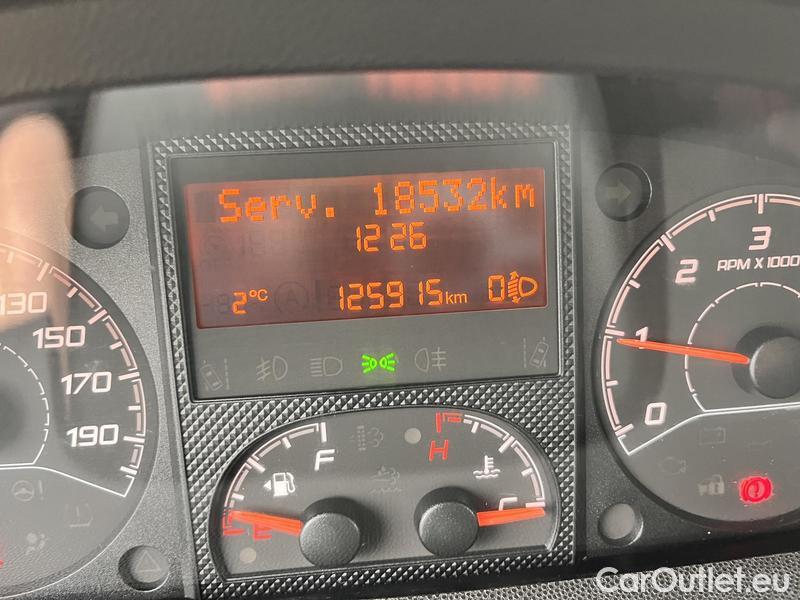 Serv. 18532km
12 26
2°C 125915km 0
130
150
170
190
0
1
2
3
RPM X 1000
F
E
H
C
CarOutlet.eu